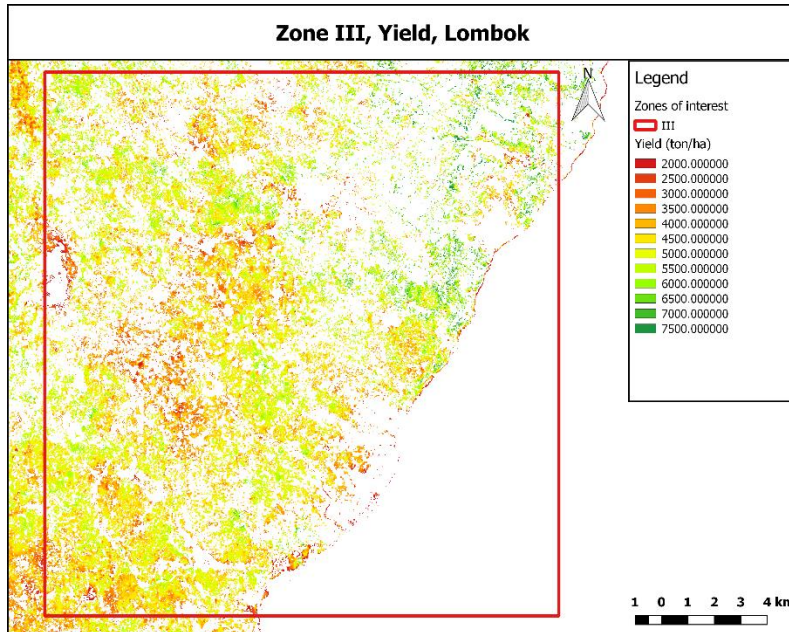 Zone III, Yield, Lombok
N
Legend
Zones of interest
III
Yield (ton/ha)
2000.000000
2500.000000
3000.000000
3500.000000
4000.000000
4500.000000
5000.000000
5500.000000
6000.000000
6500.000000
7000.000000
7500.000000
1 0 1 2 3 4 km